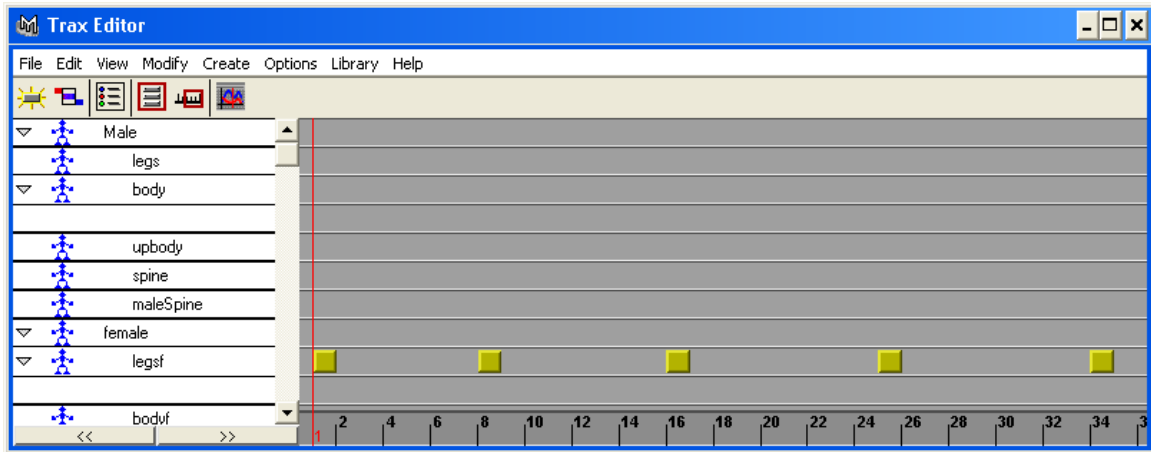 Trax Editor
File Edit View Modify Create Options Library Help
Male
legs
body
upbody
spine
maleSpine
female
legsf
bodyf
<< >>
1 2 4 6 8 10 12 14 16 18 20 22 24 26 28 30 32 34 3